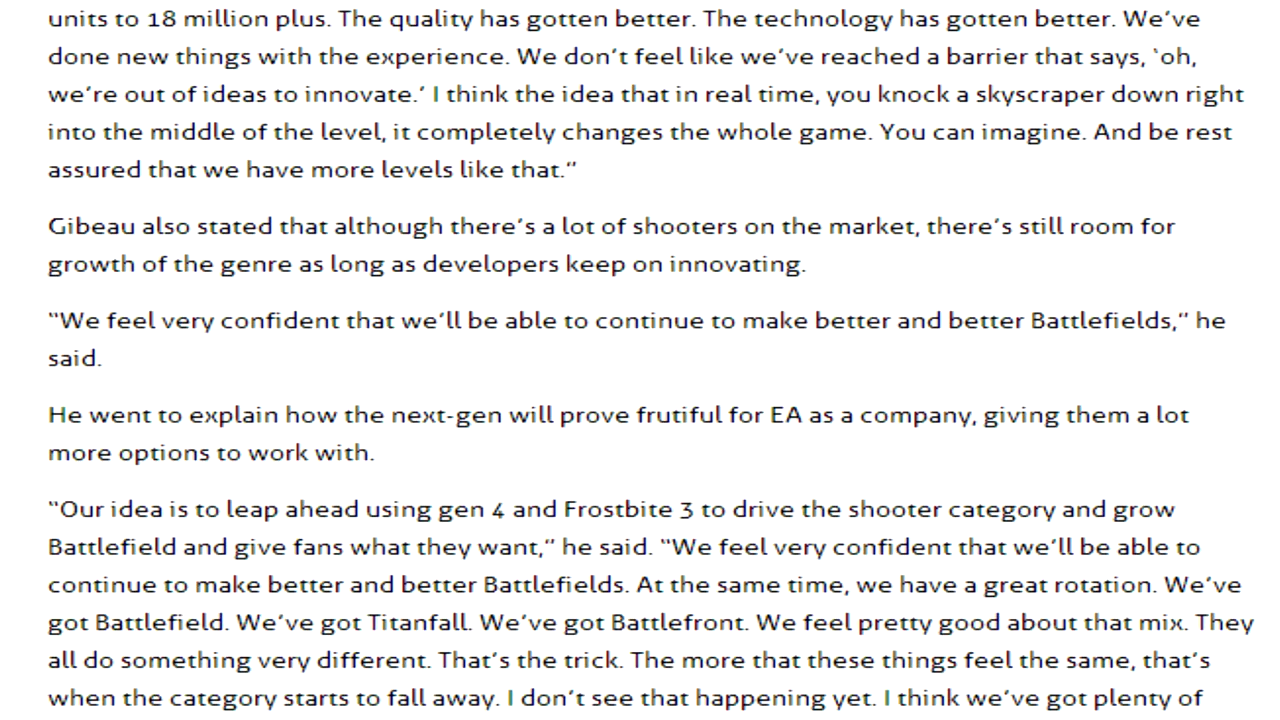 units to 18 million plus. The quality has gotten better. The technology has gotten better. We’ve
done new things with the experience. We don’t feel like we’ve reached a barrier that says, ‘oh,
we’re out of ideas to innovate.’ I think the idea that in real time, you knock a skyscraper down right
into the middle of the level, it completely changes the whole game. You can imagine. And be rest
assured that we have more levels like that.”
Gibeau also stated that although there’s a lot of shooters on the market, there’s still room for
growth of the genre as long as developers keep on innovating.
“We feel very confident that we’ll be able to continue to make better and better Battlefields,” he
said.
He went to explain how the next-gen will prove frutiful for EA as a company, giving them a lot
more options to work with.
“Our idea is to leap ahead using gen 4 and Frostbite 3 to drive the shooter category and grow
Battlefield and give fans what they want,” he said. “We feel very confident that we’ll be able to
continue to make better and better Battlefields. At the same time, we have a great rotation. We’ve
got Battlefield. We’ve got Titanfall. We’ve got Battlefront. We feel pretty good about that mix. They
all do something very different. That’s the trick. The more that these things feel the same, that’s
when the category starts to fall away. I don’t see that happening yet. I think we’ve got plenty of